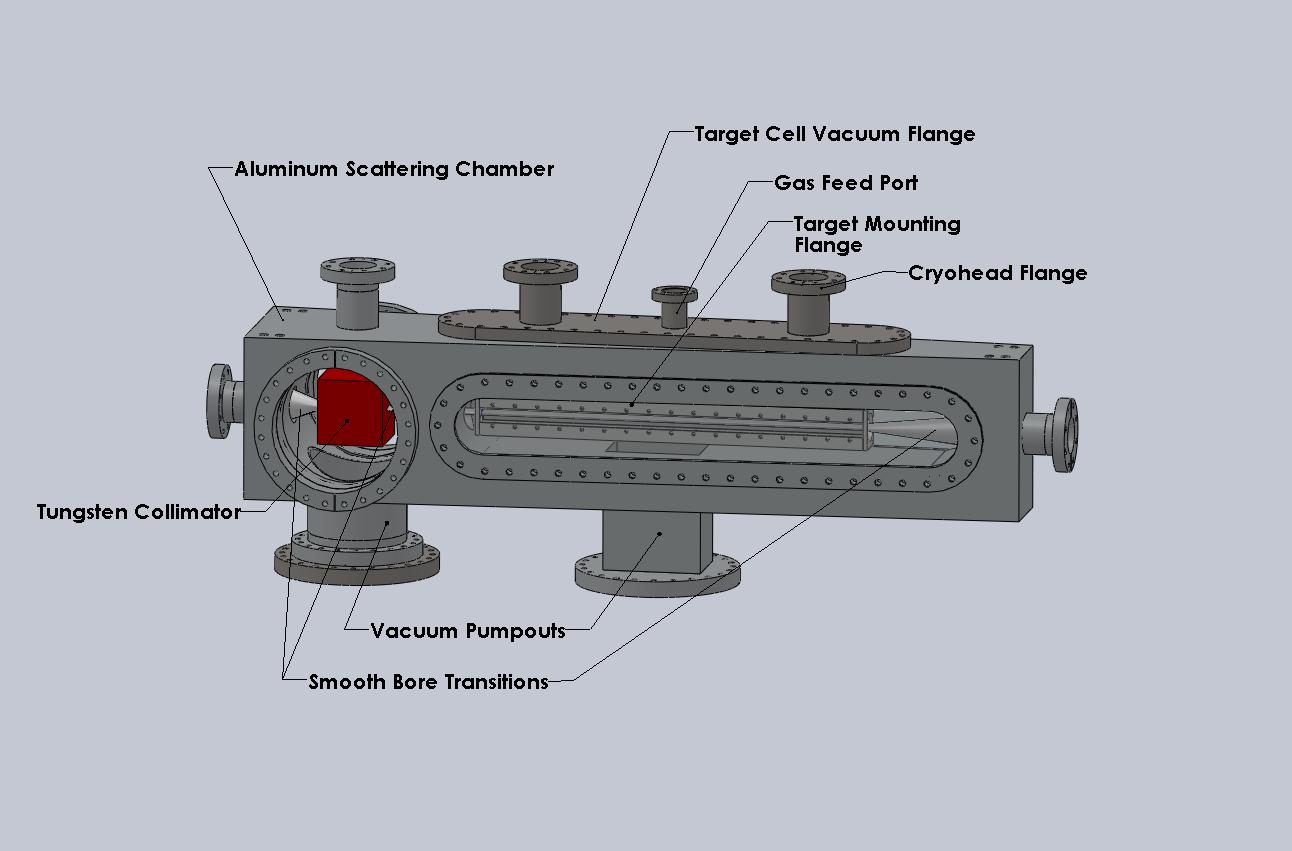 Target Cell Vacuum Flange
Aluminum Scattering Chamber
Gas Feed Port
Target Mounting
Flange
Cryohead Flange
Tungsten Collimator
Vacuum Pumpouts
Smooth Bore Transitions